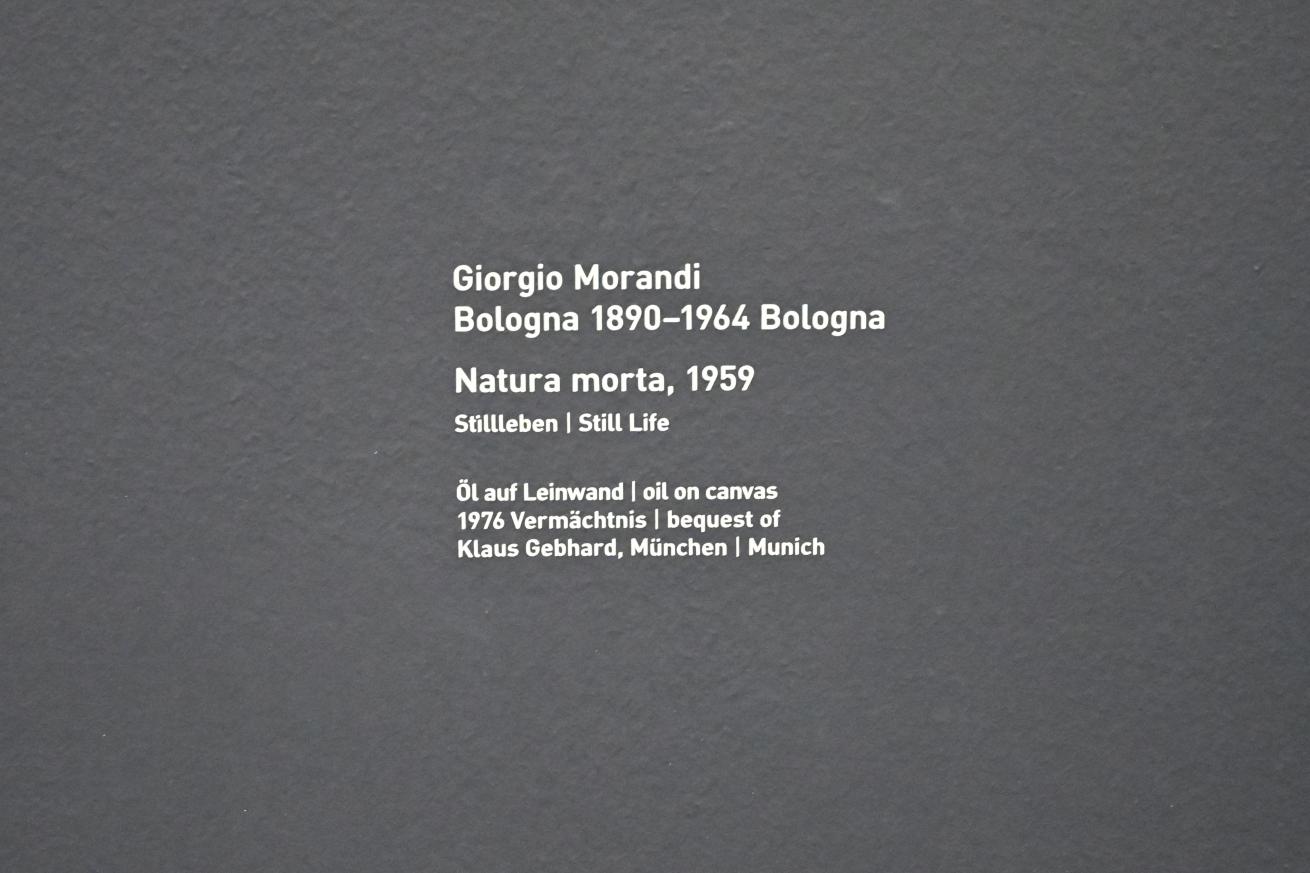 Giorgio Morandi
Bologna 1890–1964 Bologna
Natura morta, 1959
Stillleben | Still Life
Öl auf Leinwand | oil on canvas
1976 Vermächtnis | bequest of
Klaus Gebhard, München | Munich